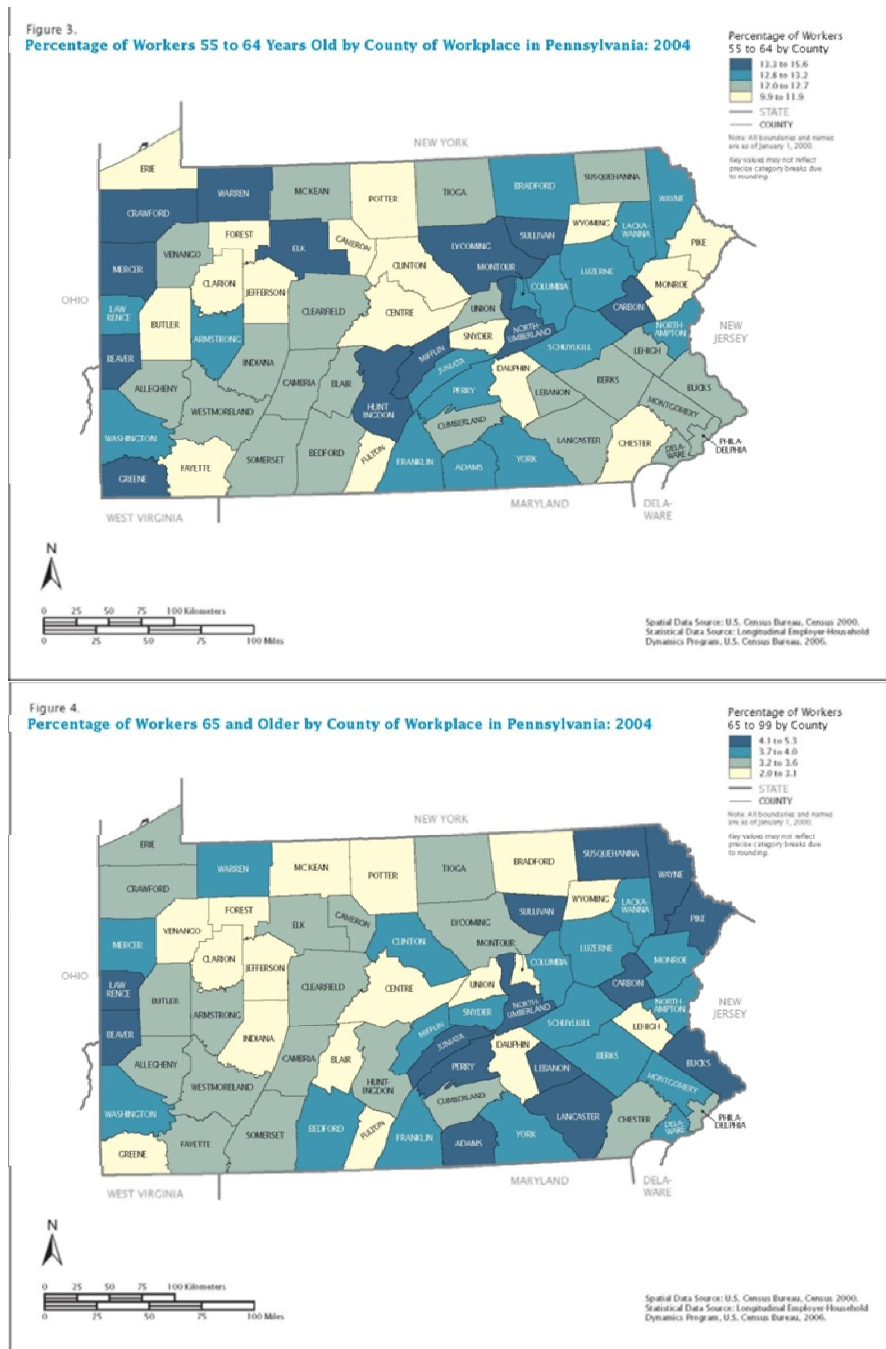 Figure 3.
Percentage of Workers 55 to 64 Years Old by County of Workplace in Pennsylvania: 2004
Percentage of Workers
55 to 64 by County
13.3 to 15.6
12.8 to 13.2
12.0 to 12.7
9.9 to 11.9
STATE
COUNTY
Note: All boundaries and names
are as of January 1, 2000.
Key values may not reflect
precise category breaks due
to rounding.
NEW YORK
ERIE
WARREN
MCKEAN
POTTER
TIOGA
BRADFORD
SUSQUEHANNA
WAYNE
CRAWFORD
FOREST
ELK
CAMERON
LYCOMING
SULLIVAN
WYOMING
LACKA-
WANNA
PIKE
MERCER
VENANGO
CLARION
JEFFERSON
CLINTON
MONTOUR
COLUMBIA
LUZERNE
MONROE
OHIO
LAW
RENCE
BUTLER
ARMSTRONG
CLEARFIELD
CENTRE
UNION
CARBON
NEW
JERSEY
BEAVER
INDIANA
SNYDER
NORTH-
UMBERLAND
SCHUYLKILL
NORTH-
AMPTON
LEHIGH
ALLEGHENY
CAMBRIA
BLAIR
MIFFLIN
JUNIATA
PERRY
DAUPHIN
LEBANON
BERKS
BUCKS
WESTMORELAND
HUNT
INGDON
CUMBERLAND
MONTGOMERY
WASHINGTON
FAYETTE
SOMERSET
BEDFORD
FULTON
FRANKLIN
ADAMS
YORK
LANCASTER
CHESTER
DELA-
WARE
PHILA-
DELPHIA
GREENE
WEST VIRGINIA
MARYLAND
DELA-
WARE
N
0 25 50 75 100 Kilometers
0 25 50 75 100 Miles
Spatial Data Source: U.S. Census Bureau, Census 2000.
Statistical Data Source: Longitudinal Employer-Household
Dynamics Program, U.S. Census Bureau, 2006.
Figure 4.
Percentage of Workers 65 and Older by County of Workplace in Pennsylvania: 2004
Percentage of Workers
65 to 99 by County
4.1 to 5.3
3.7 to 4.0
3.2 to 3.6
2.0 to 3.1
STATE
COUNTY
Note: All boundaries and names
are as of January 1, 2000.
Key values may not reflect
precise category breaks due
to rounding.
NEW YORK
ERIE
WARREN
MCKEAN
POTTER
TIOGA
BRADFORD
SUSQUEHANNA
WAYNE
CRAWFORD
FOREST
ELK
CAMERON
LYCOMING
SULLIVAN
WYOMING
LACKA-
WANNA
PIKE
MERCER
VENANGO
CLARION
JEFFERSON
CLINTON
MONTOUR
COLUMBIA
LUZERNE
MONROE
OHIO
LAW
RENCE
BUTLER
ARMSTRONG
CLEARFIELD
CENTRE
UNION
CARBON
NEW
JERSEY
BEAVER
INDIANA
SNYDER
NORTH-
UMBERLAND
SCHUYLKILL
NORTH-
AMPTON
LEHIGH
ALLEGHENY
CAMBRIA
BLAIR
MIFFLIN
JUNIATA
PERRY
DAUPHIN
LEBANON
BERKS
BUCKS
WESTMORELAND
HUNT-
INGDON
CUMBERLAND
MONTGOMERY
WASHINGTON
FAYETTE
SOMERSET
BEDFORD
FULTON
FRANKLIN
ADAMS
YORK
LANCASTER
CHESTER
DELA-
WARE
PHILA-
DELPHIA
GREENE
WEST VIRGINIA
MARYLAND
DELA-
WARE
N
0 25 50 75 100 Kilometers
0 25 50 75 100 Miles
Spatial Data Source: U.S. Census Bureau, Census 2000.
Statistical Data Source: Longitudinal Employer-Household
Dynamics Program, U.S. Census Bureau, 2006.